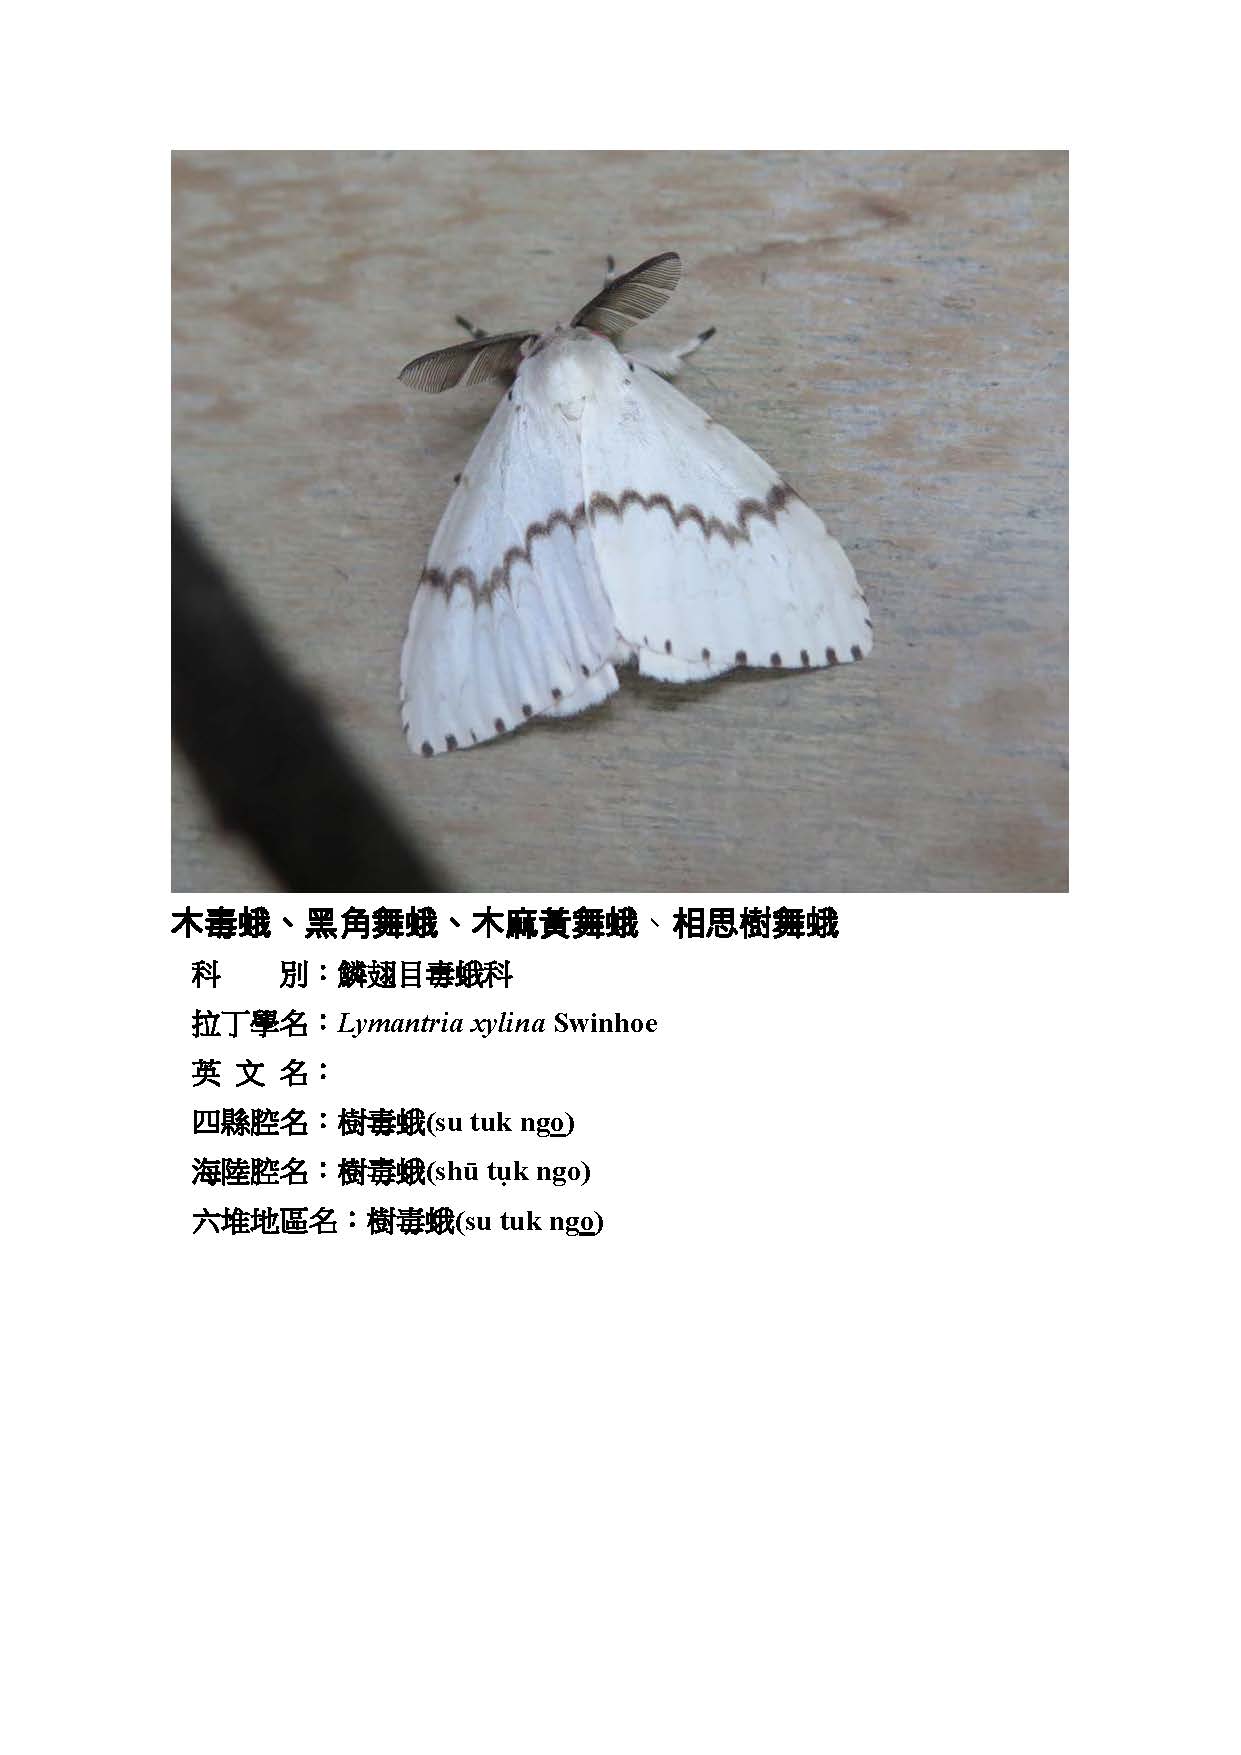 木毒蛾、黑角舞蛾、木麻黃舞蛾、相思樹舞蛾
科　　別：鱗翅目毒蛾科
拉丁學名：Lymantria xylina Swinhoe
英 文 名：
四縣腔名：樹毒蛾(su tuk ngo̲)
海陸腔名：樹毒蛾(shū tụk ngo)
六堆地區名：樹毒蛾(su tuk ngo̲)